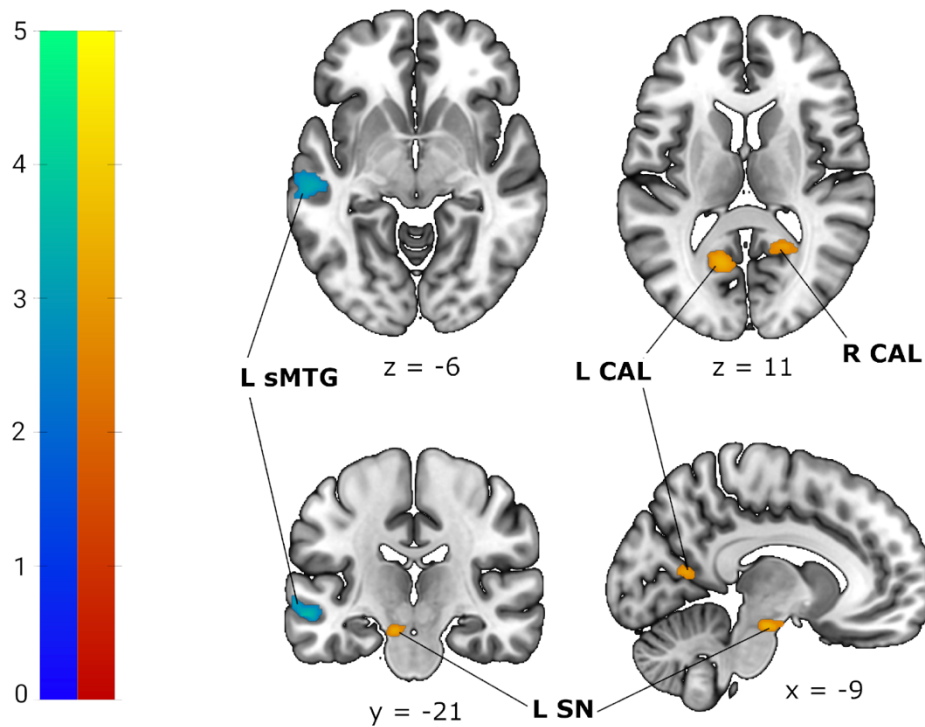 5
4
3
2
1
0
z = -6
z = 11
R CAL
L sMTG
L CAL
L SN
y = -21
x = -9